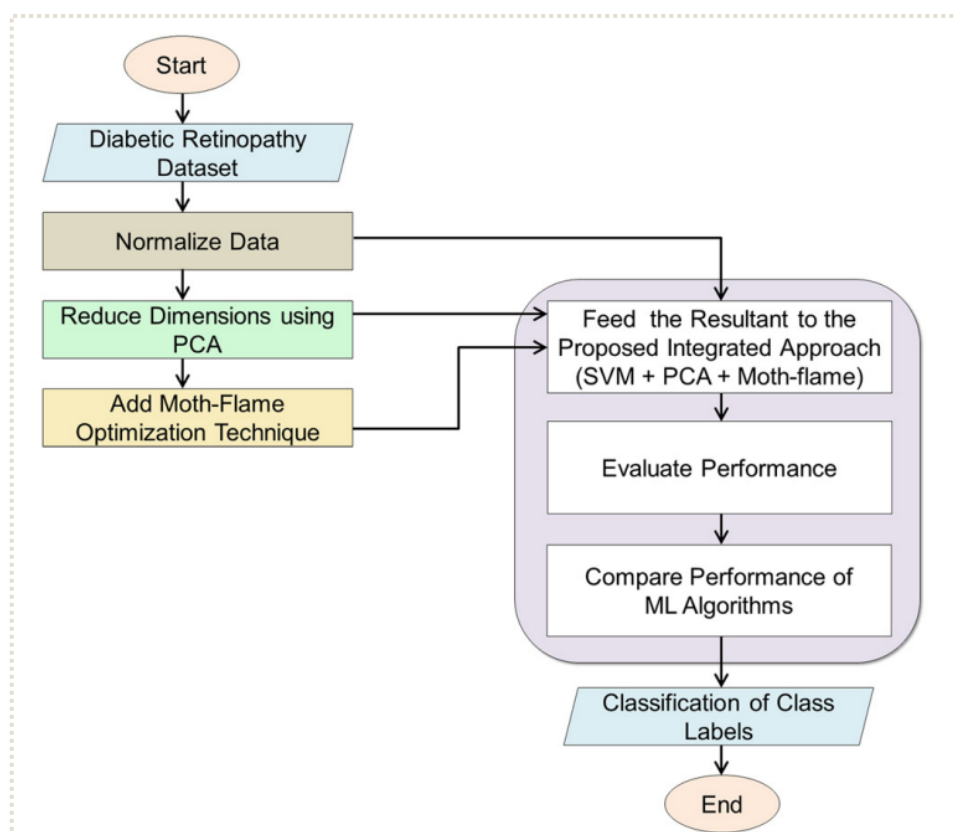 Start
Diabetic Retinopathy
Dataset
Normalize Data
Reduce Dimensions using
PCA
Add Moth-Flame
Optimization Technique
Feed the Resultant to the
Proposed Integrated Approach
(SVM + PCA + Moth-flame)
Evaluate Performance
Compare Performance of
ML Algorithms
Classification of Class
Labels
End